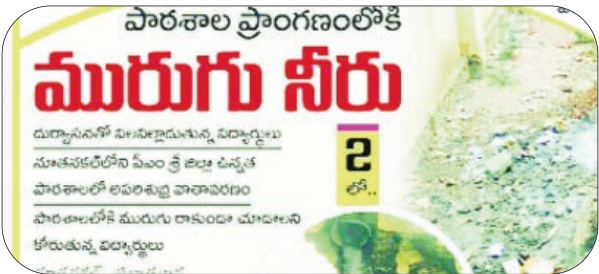 పాఠశాల ప్రాంగణంలోకి
మురుగు నీరు
దుర్వాసనతో విలవిల్లాడుతున్న విద్యార్థులు
నూతనకల్‌లోని పీఎం శ్రీ జిల్లా ఉన్నత
పాఠశాలలో అపరిశుభ్ర వాతావరణం
పాఠశాలలోకి మురుగు రాకుండా చూడాలని
కోరుతున్న విద్యార్థులు
2
లో..